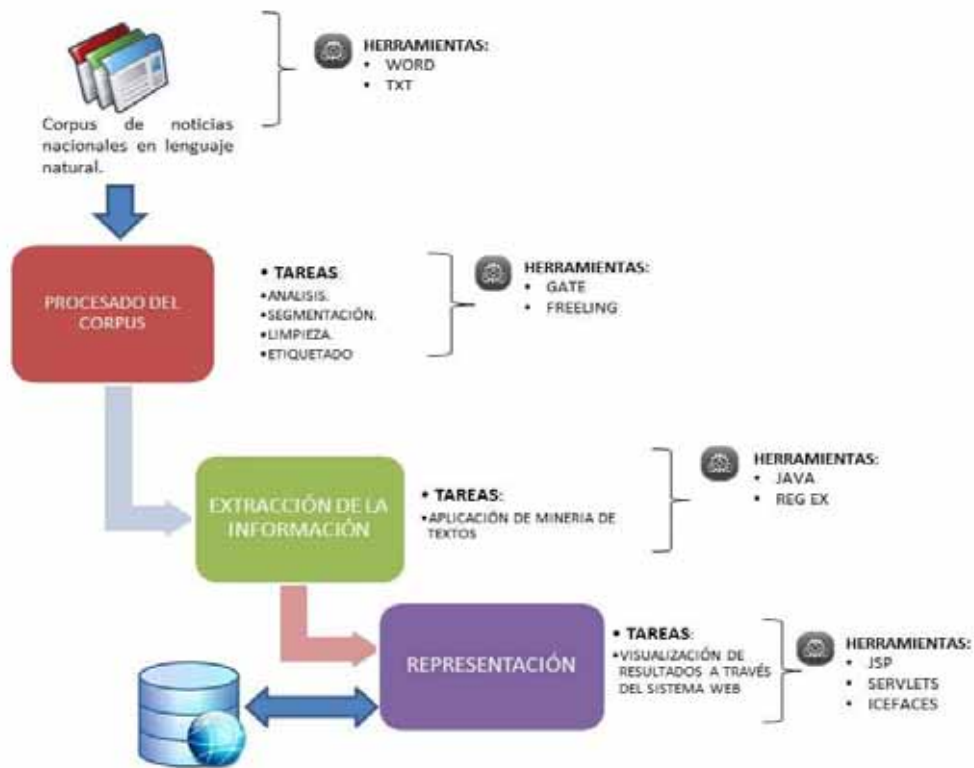 HERRAMIENTAS:
• WORD
• TXT
Corpus de noticias
nacionales en lenguaje
natural.
PROCESADO DEL
CORPUS
• TAREAS:
•ANALISIS.
•SEGMENTACIÓN.
•LIMPIEZA.
•ETIQUETADO
HERRAMIENTAS:
• GATE
• FREELING
EXTRACCIÓN DE LA
INFORMACIÓN
• TAREAS:
•APLICACIÓN DE MINERIA DE
TEXTOS
HERRAMIENTAS:
• JAVA
• REG EX
REPRESENTACIÓN
• TAREAS:
•VISUALIZACIÓN DE
RESULTADOS A TRAVÉS
DEL SISTEMA WEB
HERRAMIENTAS:
• JSP
• SERVLETS
• ICEFACES